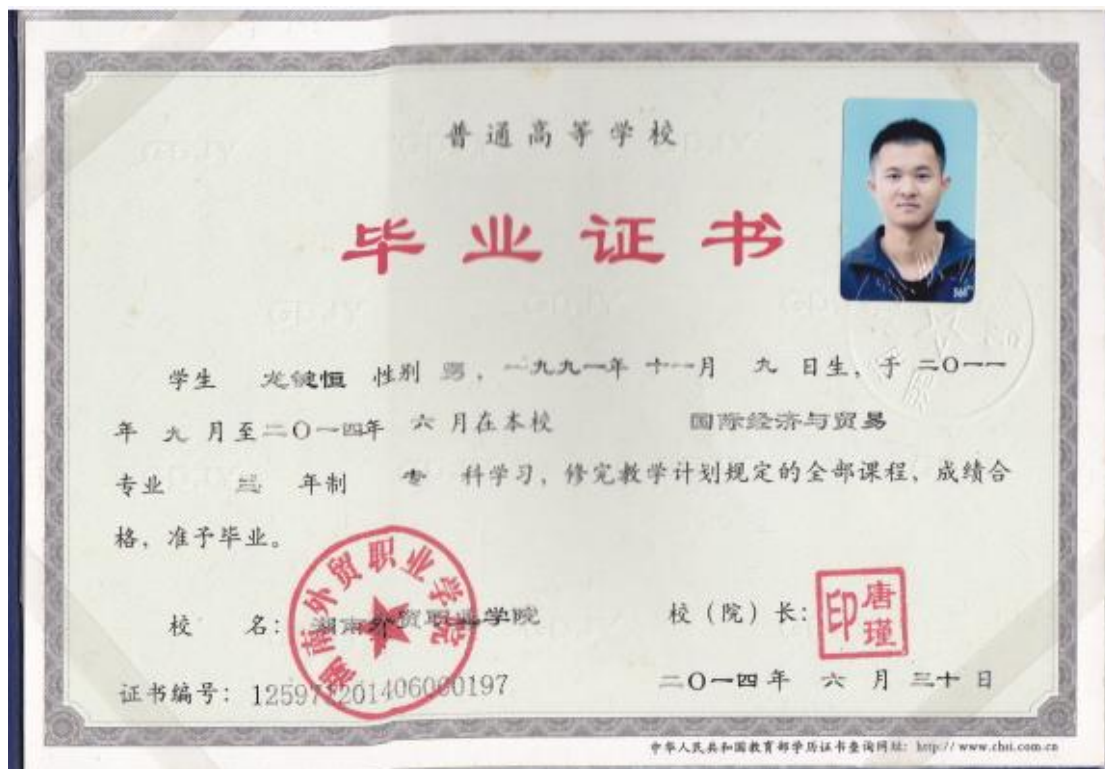 普通高等学校
毕业证书
学生 龙健恒 性别 男，一九九一年 十一月 九 日生，于 二〇一一
年 九 月至二〇一四年 六 月在本校 国际经济与贸易
专业 三 年制 专 科学习，修完教学计划规定的全部课程，成绩合
格，准予毕业。
湖南外贸职业学院
校 名：湖南外贸职业学院
校（院）长：
唐瑾印
证书编号：125973201406000197
二〇一四年 六 月 三十 日
中华人民共和国教育部学历证书查询网址：http://www.chsi.com.cn